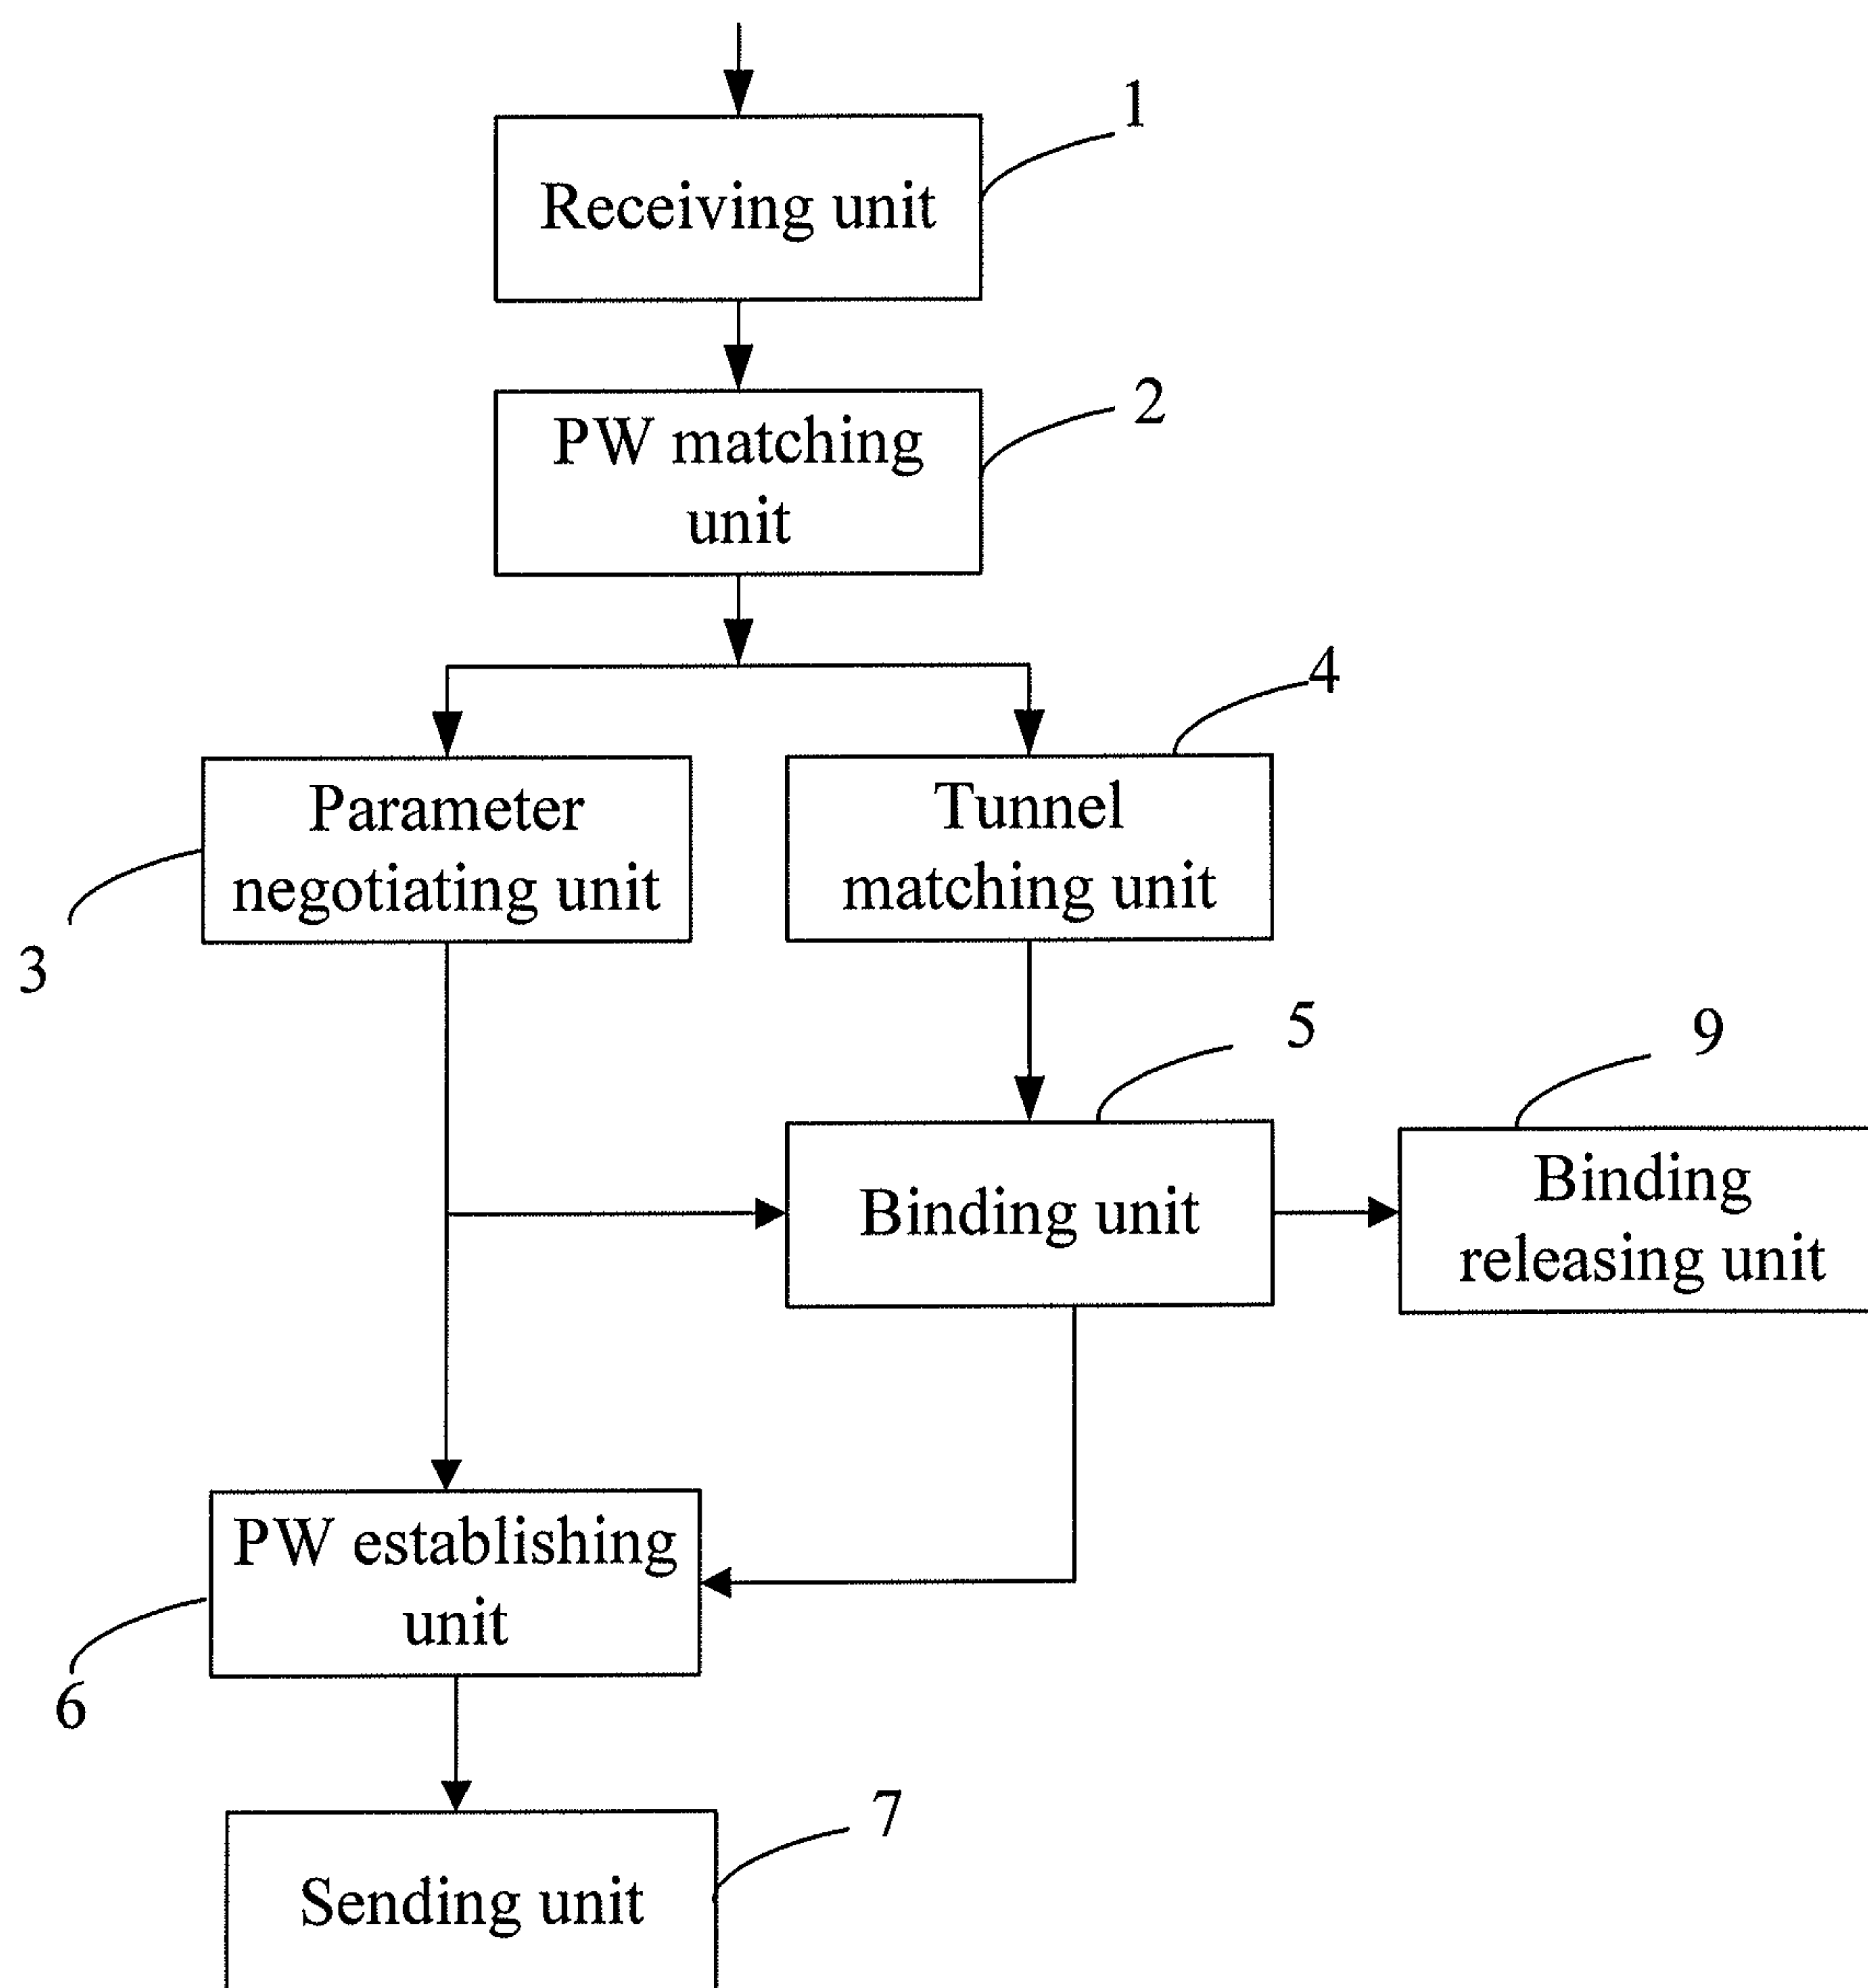 1
Receiving unit
2
PW matching
unit
4
Parameter
negotiating unit
Tunnel
matching unit
3
5
9
Binding unit
Binding
releasing unit
PW establishing
unit
6
7
Sending unit